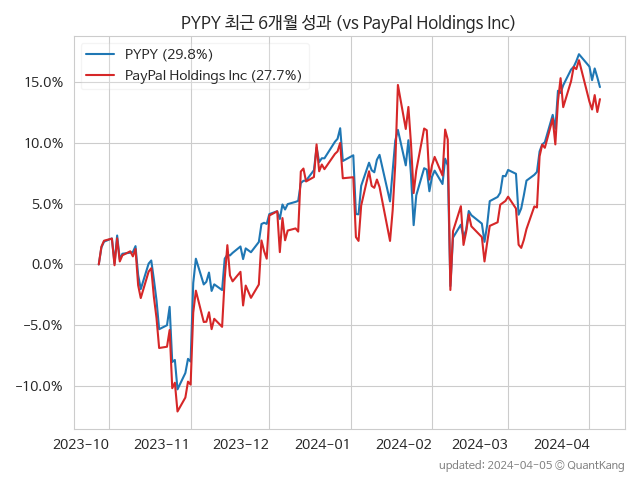 PYPY 최근 6개월 성과 (vs PayPal Holdings Inc)
PYPY (29.8%)
PayPal Holdings Inc (27.7%)
15.0%
10.0%
5.0%
0.0%
−5.0%
−10.0%
2023-10 2023-11 2023-12 2024-01 2024-02 2024-03 2024-04
updated: 2024-04-05 © QuantKang